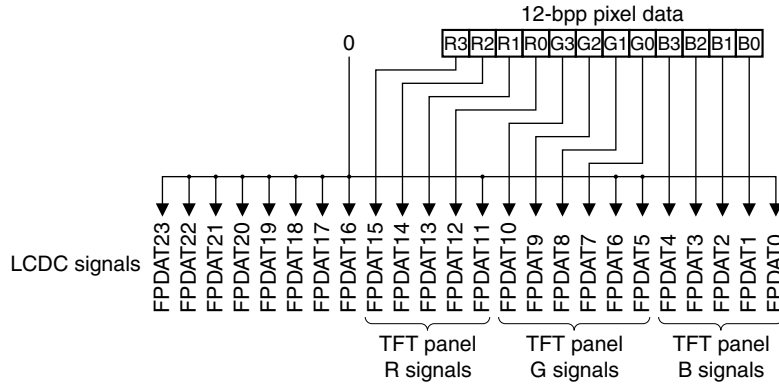 12-bpp pixel data
0
R3 R2 R1 R0 G3 G2 G1 G0 B3 B2 B1 B0
LCDC signals
FPDAT23
FPDAT22
FPDAT21
FPDAT20
FPDAT19
FPDAT18
FPDAT17
FPDAT16
FPDAT15
FPDAT14
FPDAT13
FPDAT12
FPDAT11
FPDAT10
FPDAT9
FPDAT8
FPDAT7
FPDAT6
FPDAT5
FPDAT4
FPDAT3
FPDAT2
FPDAT1
FPDAT0
TFT panel
R signals
TFT panel
G signals
TFT panel
B signals